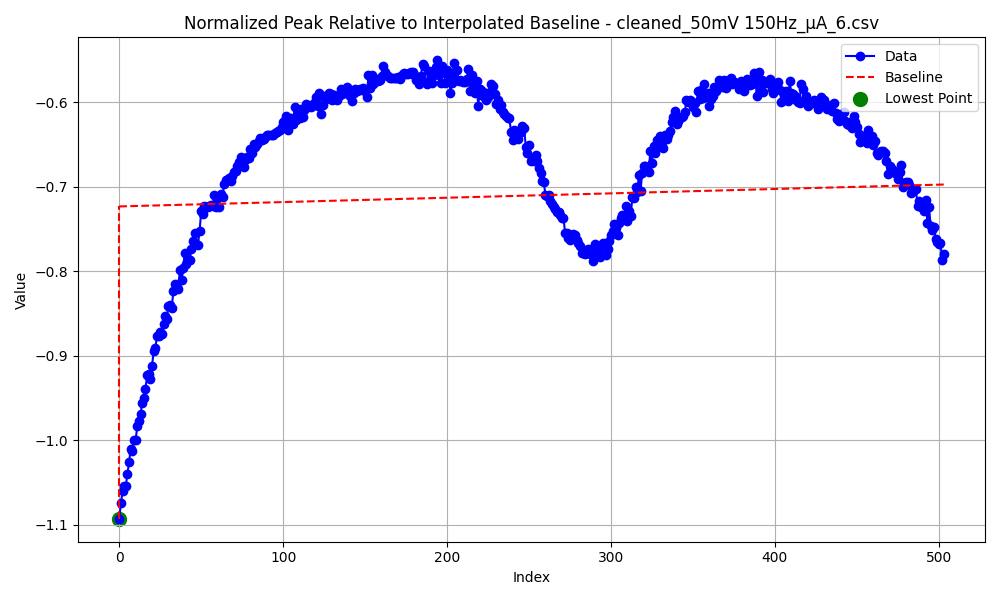 Normalized Peak Relative to Interpolated Baseline - cleaned_50mV 150Hz_μA_6.csv
Data
Baseline
Lowest Point
Value
−0.6
−0.7
−0.8
−0.9
−1.0
−1.1
0 100 200 300 400 500
Index